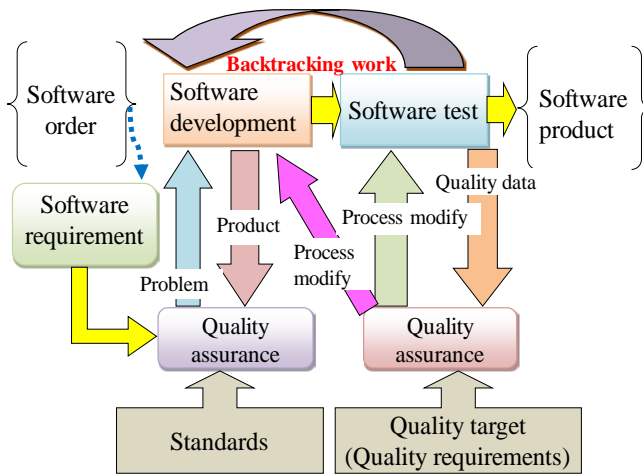 Backtracking work
Software
order
Software
development
Software test
Software
product
Software
requirement
Problem
Product
Process
modify
Process modify
Quality data
Quality
assurance
Quality
assurance
Standards
Quality target
(Quality requirements)